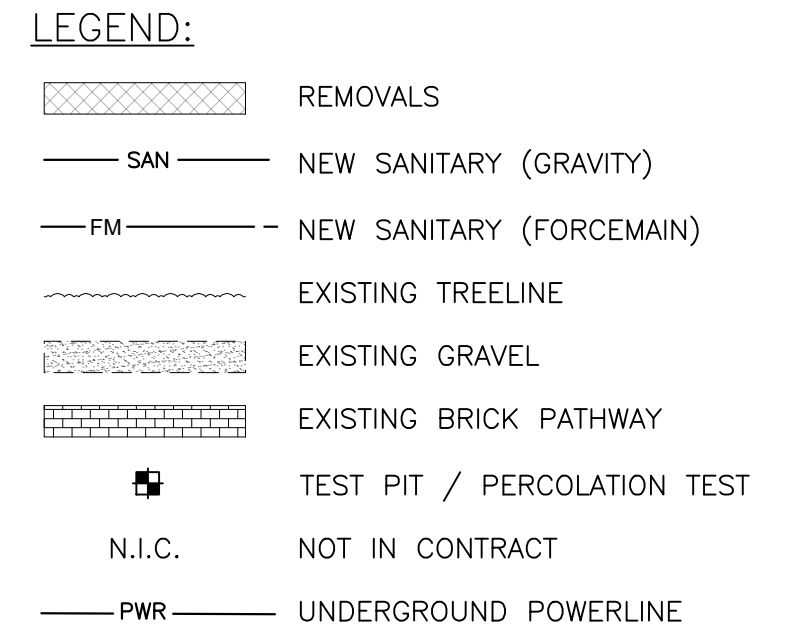 LEGEND:
REMOVALS
SAN NEW SANITARY (GRAVITY)
FM NEW SANITARY (FORCEMAIN)
EXISTING TREELINE
EXISTING GRAVEL
EXISTING BRICK PATHWAY
TEST PIT / PERCOLATION TEST
N.I.C. NOT IN CONTRACT
PWR UNDERGROUND POWERLINE